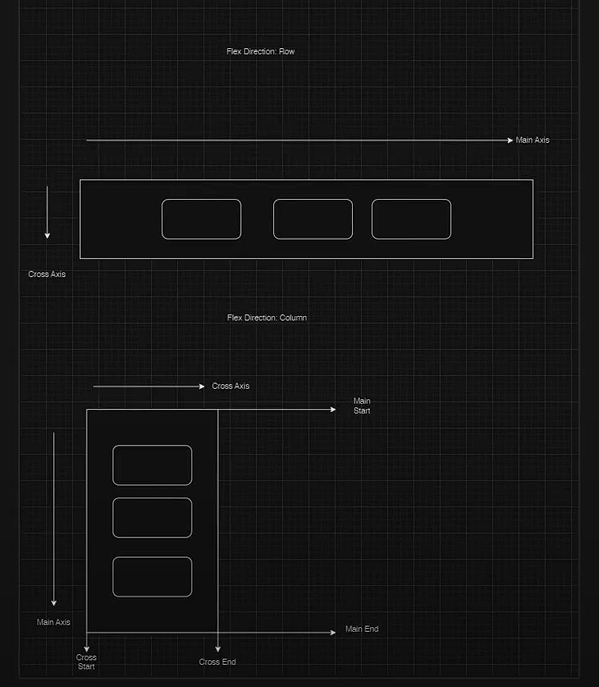 Flex Direction: Row
Main Axis
Cross Axis
Flex Direction: Column
Cross Axis
Main
Start
Main Axis
Main End
Cross
Start
Cross End